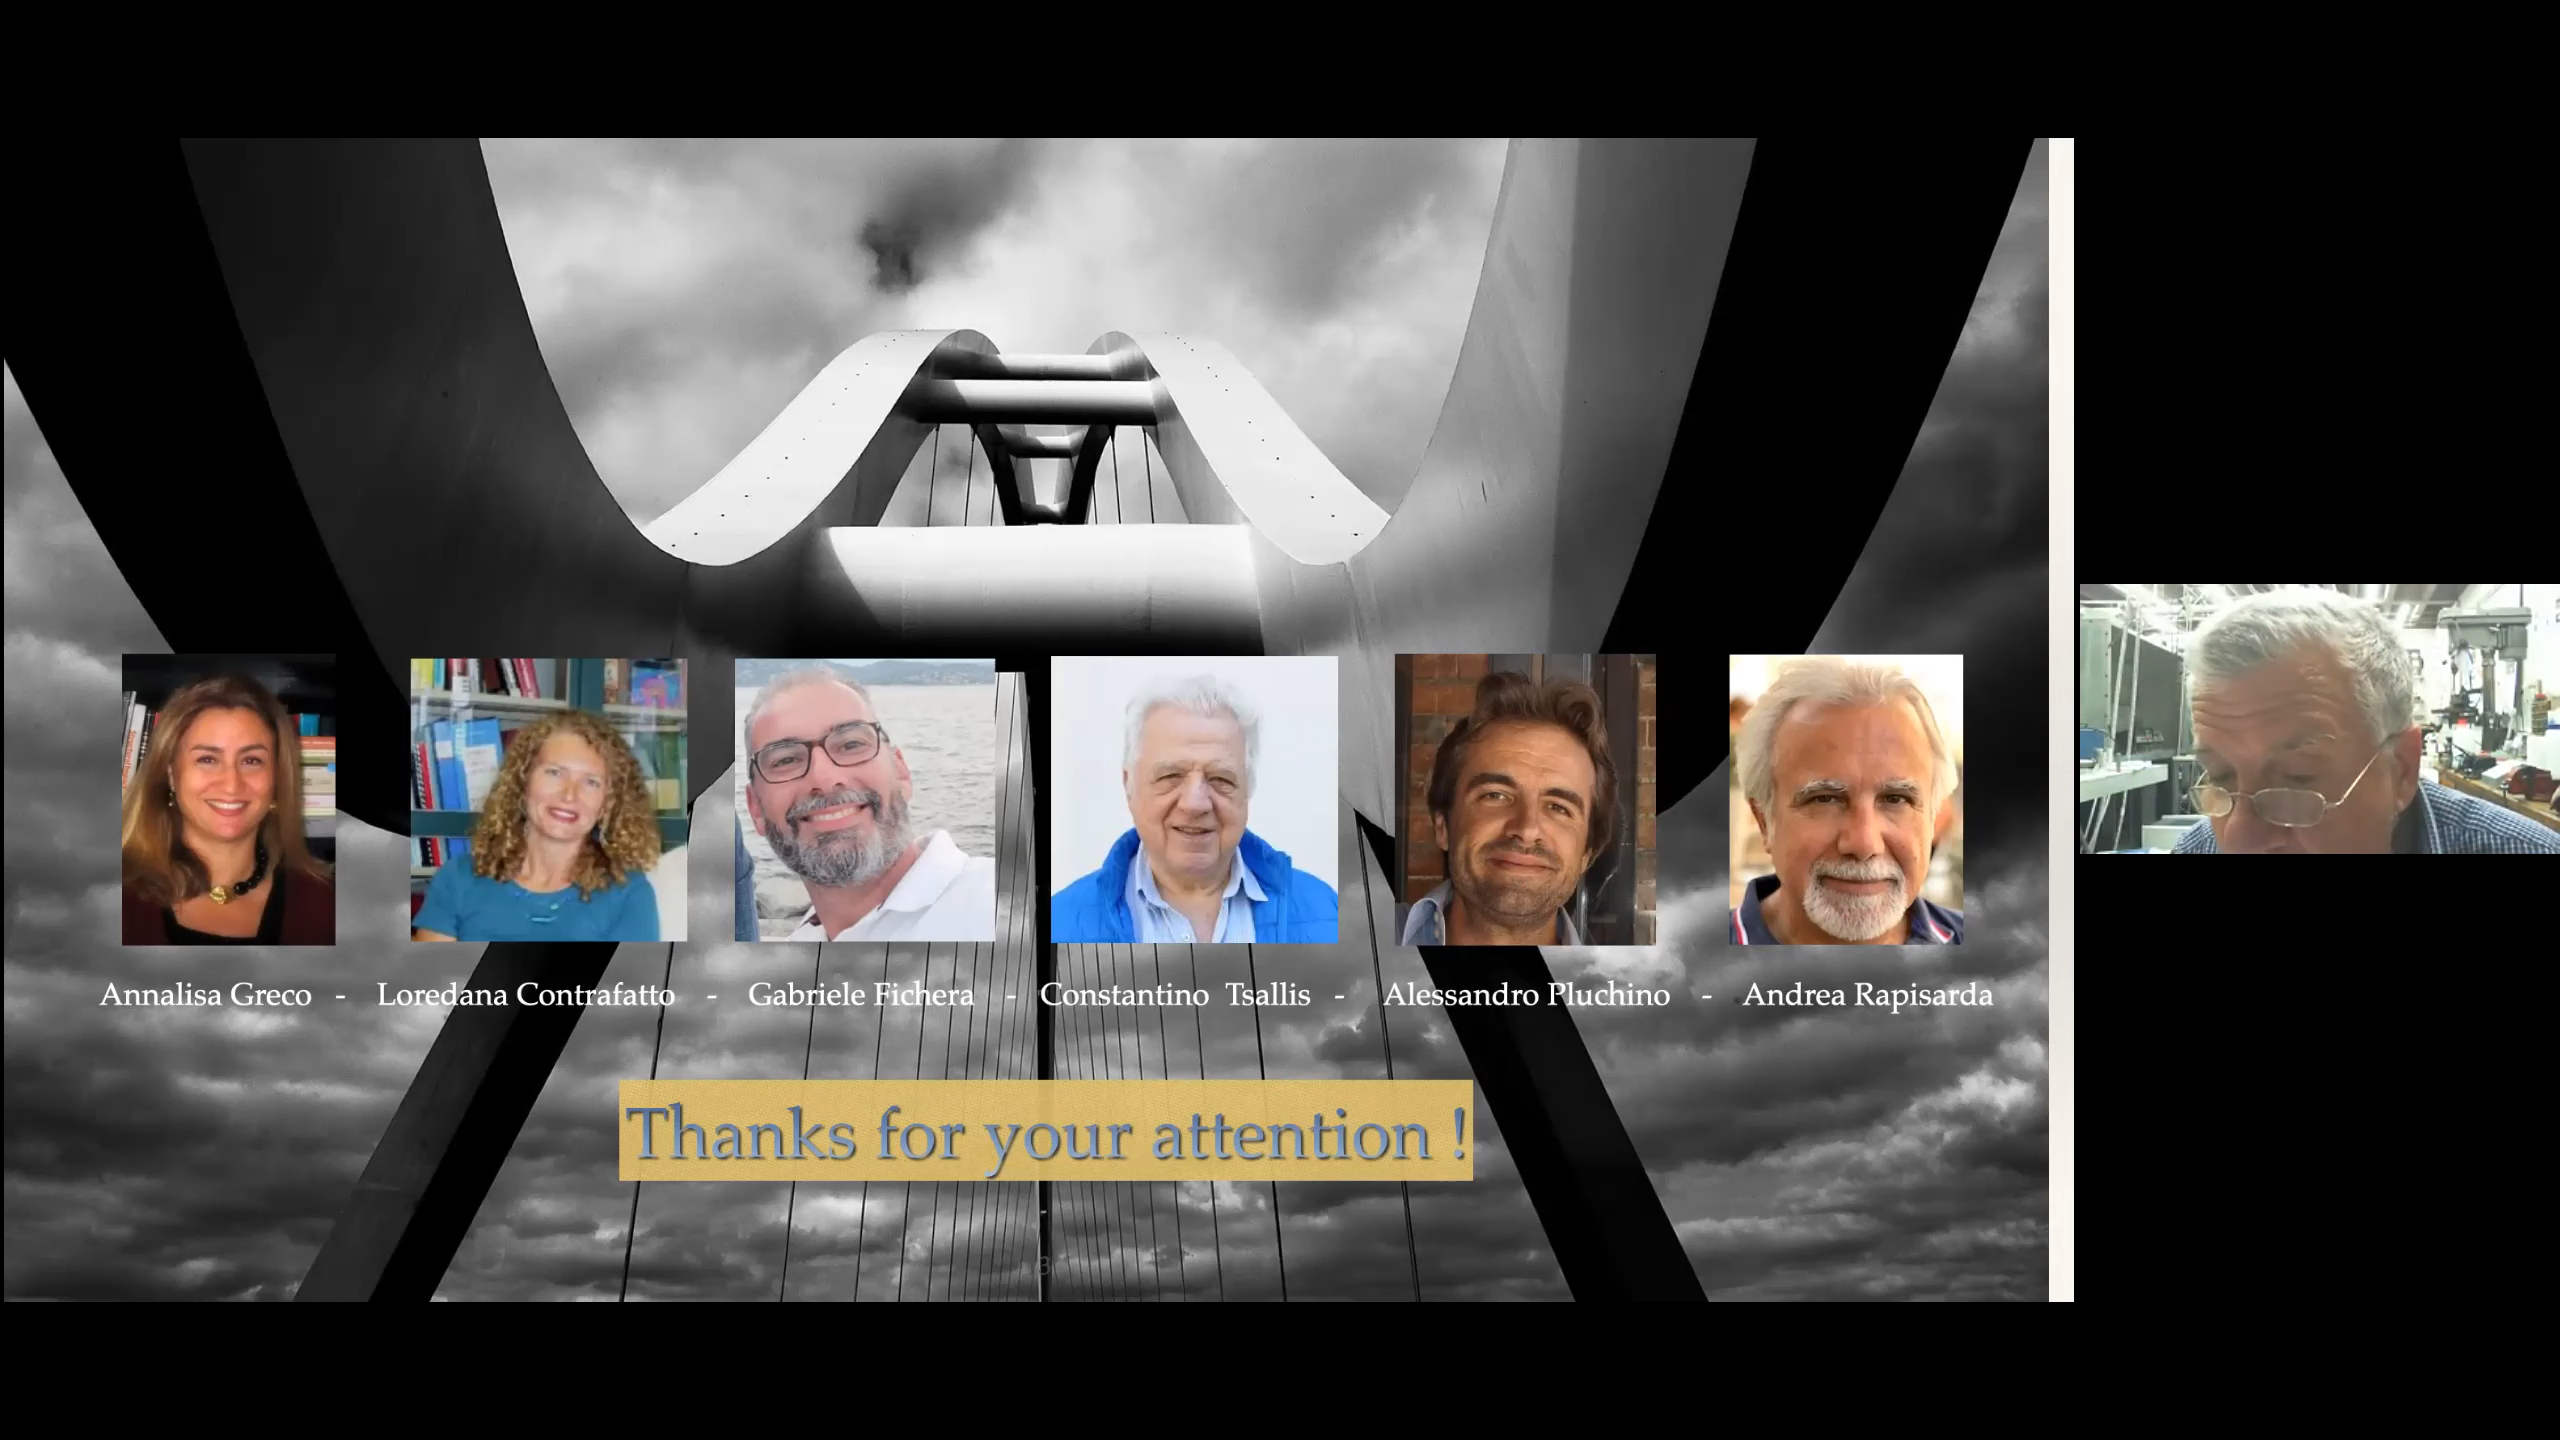 Annalisa Greco - Loredana Contrafatto - Gabriele Fichera - Constantino Tsallis - Alessandro Pluchino - Andrea Rapisarda
Thanks for your attention !
-